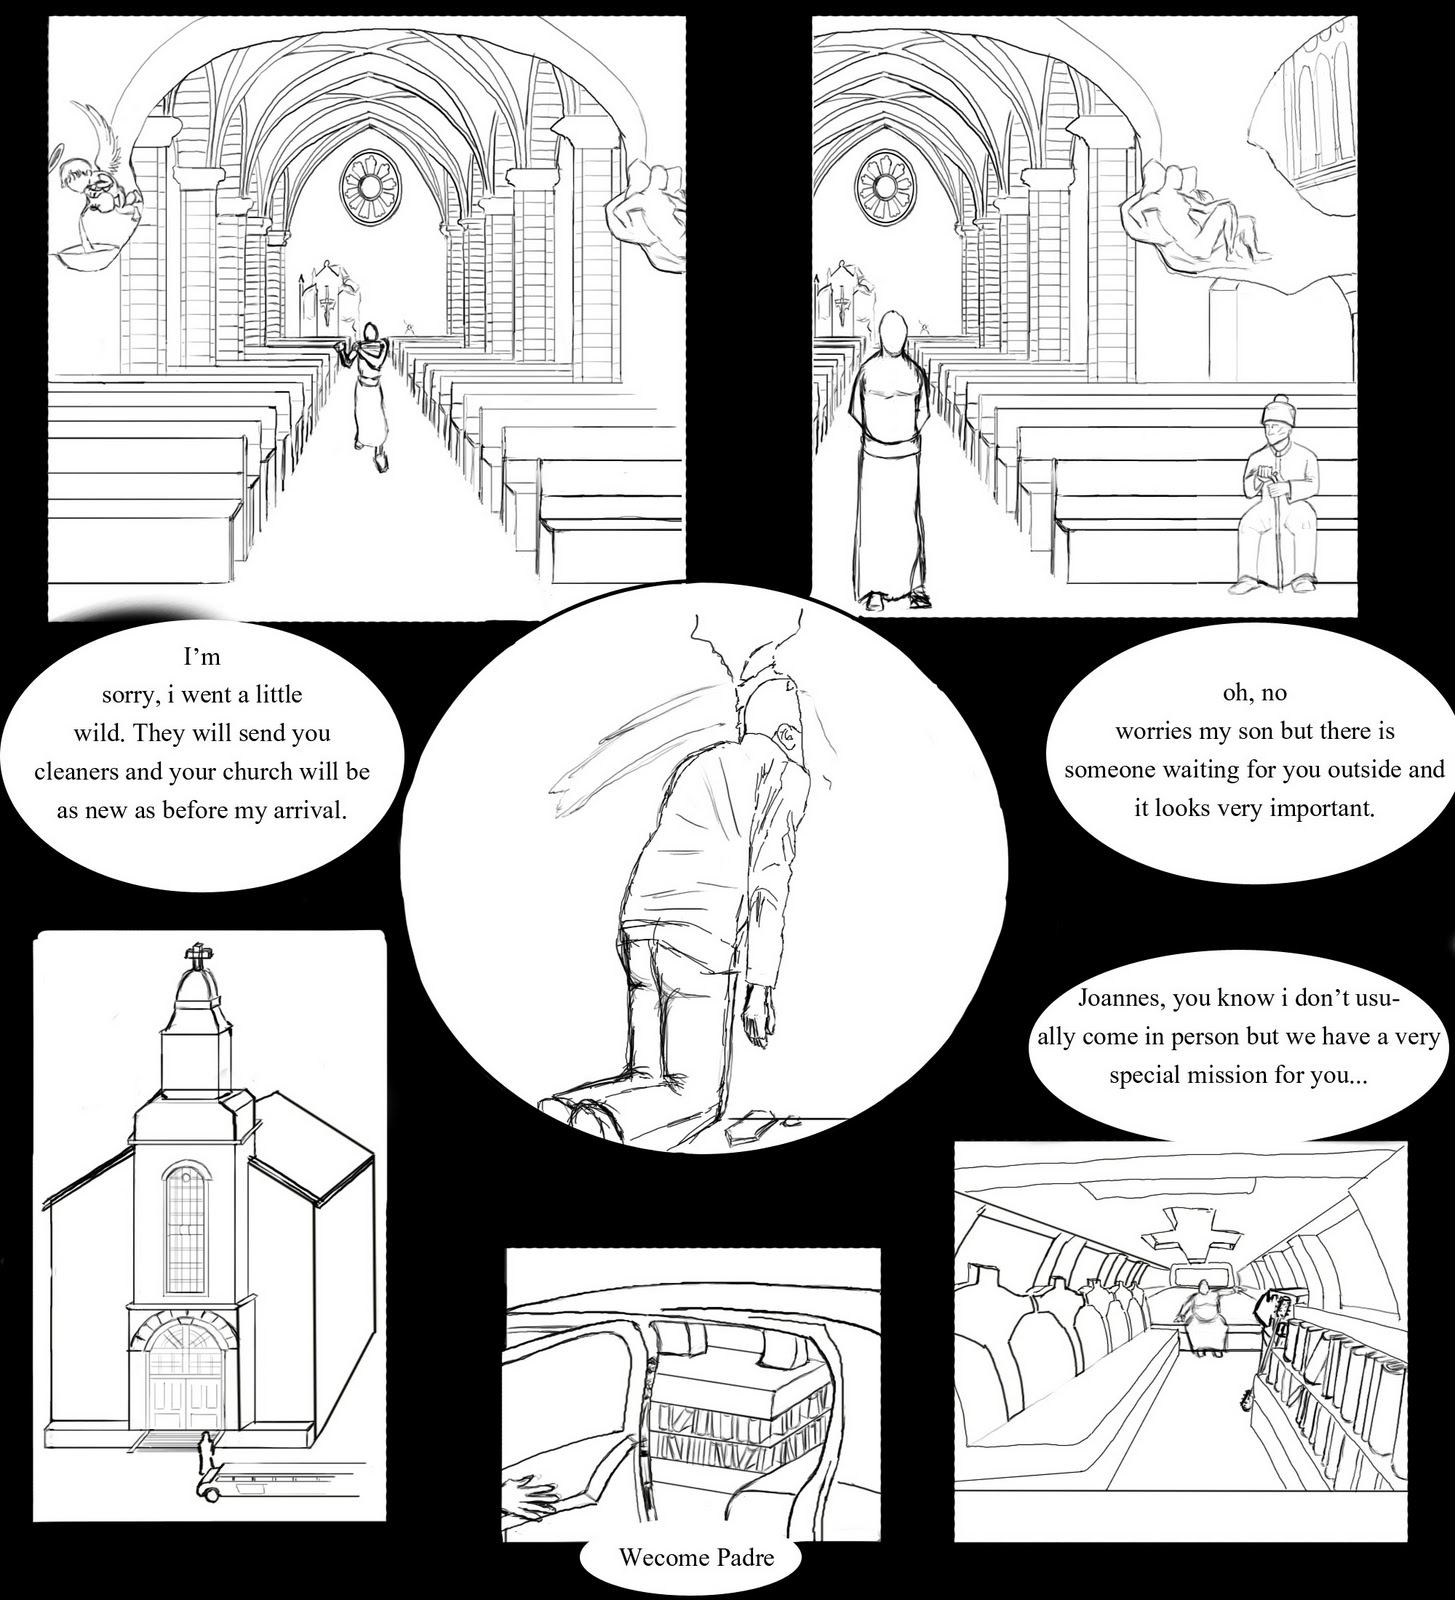 I’m
sorry, i went a little
wild. They will send you
cleaners and your church will be
as new as before my arrival.
oh, no
worries my son but there is
someone waiting for you outside and
it looks very important.
Joannes, you know i don’t usu-
ally come in person but we have a very
special mission for you...
Wecome Padre